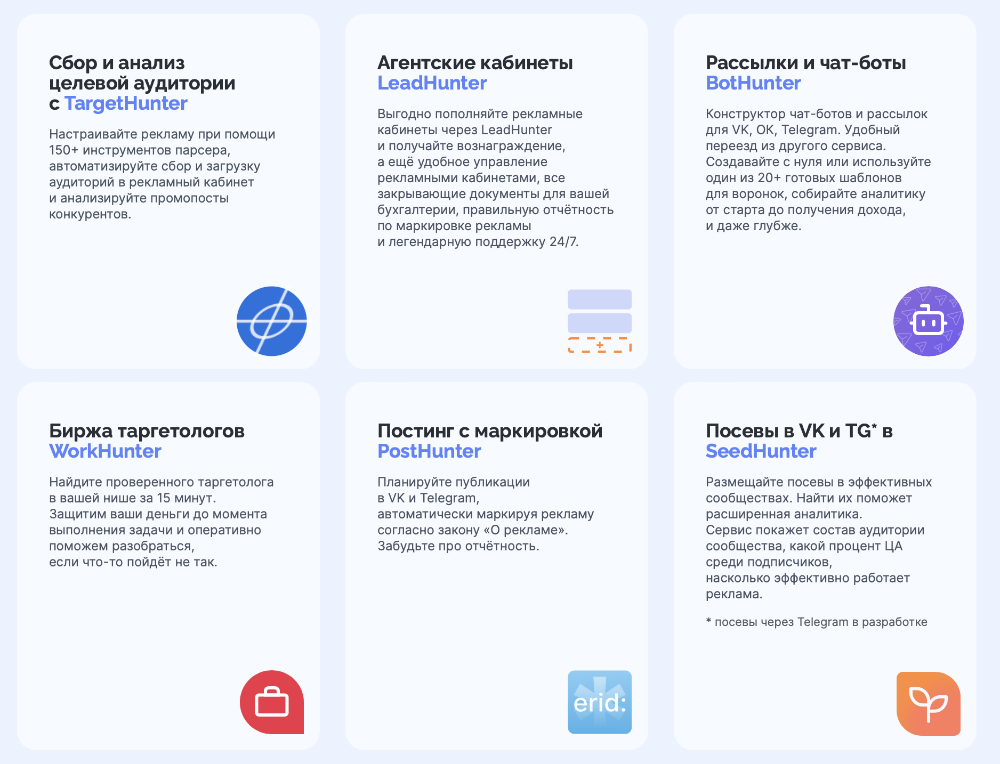 Сбор и анализ
целевой аудитории
с TargetHunter
Настраивайте рекламу при помощи
150+ инструментов парсера,
автоматизируйте сбор и загрузку
аудиторий в рекламный кабинет
и анализируйте промопосты
конкурентов.
Агентские кабинеты
LeadHunter
Выгодно пополняйте рекламные
кабинеты через LeadHunter
и получайте вознаграждение,
а ещё удобное управление
рекламными кабинетами, все
закрывающие документы для вашей
бухгалтерии, правильную отчётность
по маркировке рекламы
и легендарную поддержку 24/7.
+
Рассылки и чат-боты
BotHunter
Конструктор чат-ботов и рассылок
для VK, OK, Telegram. Удобный
переезд из другого сервиса.
Создавайте с нуля или используйте
один из 20+ готовых шаблонов
для воронок, собирайте аналитику
от старта до получения дохода,
и даже глубже.
Биржа таргетологов
WorkHunter
Найдите проверенного таргетолога
в вашей нише за 15 минут.
Защитим ваши деньги до момента
выполнения задачи и оперативно
поможем разобраться,
если что-то пойдёт не так.
Постинг с маркировкой
PostHunter
Планируйте публикации
в VK и Telegram,
автоматически маркируя рекламу
согласно закону «О рекламе».
Забудьте про отчётность.
erid:
Посевы в VK и TG* в
SeedHunter
Размещайте посевы в эффективных
сообществах. Найти их поможет
расширенная аналитика.
Сервис покажет состав аудитории
сообщества, какой процент ЦА
среди подписчиков,
насколько эффективно работает
реклама.
* посевы через Telegram в разработке